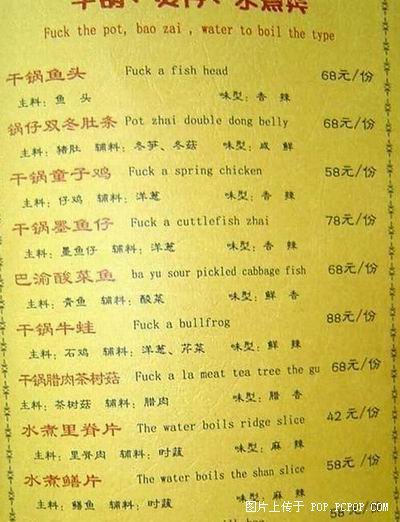 干锅、煲仔、水煮类
Fuck the pot, bao zai , water to boil the type
干锅鱼头 Fuck a fish head 68元/份
主料: 鱼 头 味型: 香 辣
锅仔双冬肚条 Pot zhai double dong belly 68元/份
主料: 猪肚 辅料: 冬笋、冬菇 味型: 咸 鲜
干锅童子鸡 Fuck a spring chicken 58元/份
主料: 仔鸡 辅料: 洋葱 味型: 香 辣
干锅墨鱼仔 Fuck a cuttlefish zhai 78元/份
主料: 墨鱼仔 辅料: 洋葱 味型: 香 辣
巴渝酸菜鱼 ba yu sour pickled cabbage fish 68元/份
主料: 青鱼 辅料: 酸菜 味型: 鲜 香
干锅牛蛙 Fuck a bullfrog 88元/份
主料: 石鸡 辅料: 洋葱、芹菜 味型: 鲜 辣
干锅腊肉茶树菇 Fuck a la meat tea tree the gu 68元/份
主料: 茶树菇 辅料: 腊肉 味型: 腊 香
水煮里脊片 The water boils ridge slice 42元/份
主料: 里脊肉 辅料: 时蔬 味型: 麻 辣
水煮鳝片 The water boils the shan slice 58元/份
主料: 鳝鱼 辅料: 时蔬 味型: 麻 辣
图片上传于 POP.PCPOP.com